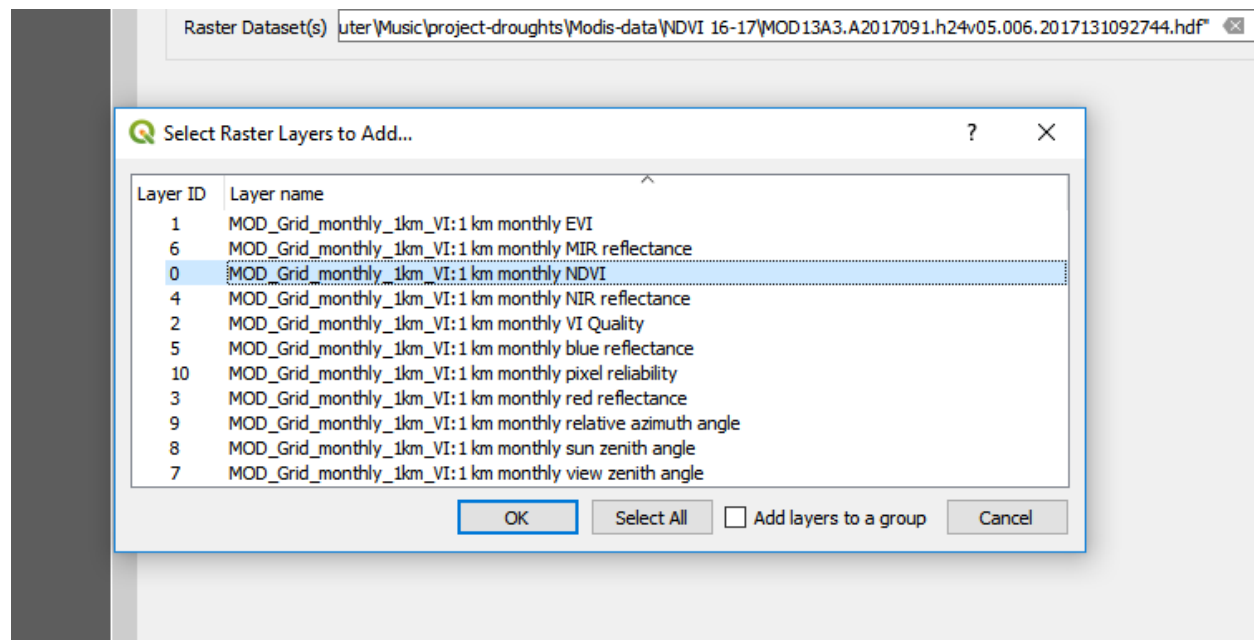 Raster Dataset(s) uter\Music\project-droughts\Modis-data\NDVI 16-17\MOD13A3.A2017091.h24v05.006.2017131092744.hdf"
Select Raster Layers to Add... ?
Layer ID Layer name
1 MOD_Grid_monthly_1km_VI:1 km monthly EVI
6 MOD_Grid_monthly_1km_VI:1 km monthly MIR reflectance
0 MOD_Grid_monthly_1km_VI:1 km monthly NDVI
4 MOD_Grid_monthly_1km_VI:1 km monthly NIR reflectance
2 MOD_Grid_monthly_1km_VI:1 km monthly VI Quality
5 MOD_Grid_monthly_1km_VI:1 km monthly blue reflectance
10 MOD_Grid_monthly_1km_VI:1 km monthly pixel reliability
3 MOD_Grid_monthly_1km_VI:1 km monthly red reflectance
9 MOD_Grid_monthly_1km_VI:1 km monthly relative azimuth angle
8 MOD_Grid_monthly_1km_VI:1 km monthly sun zenith angle
7 MOD_Grid_monthly_1km_VI:1 km monthly view zenith angle
OK Select All Add layers to a group Cancel